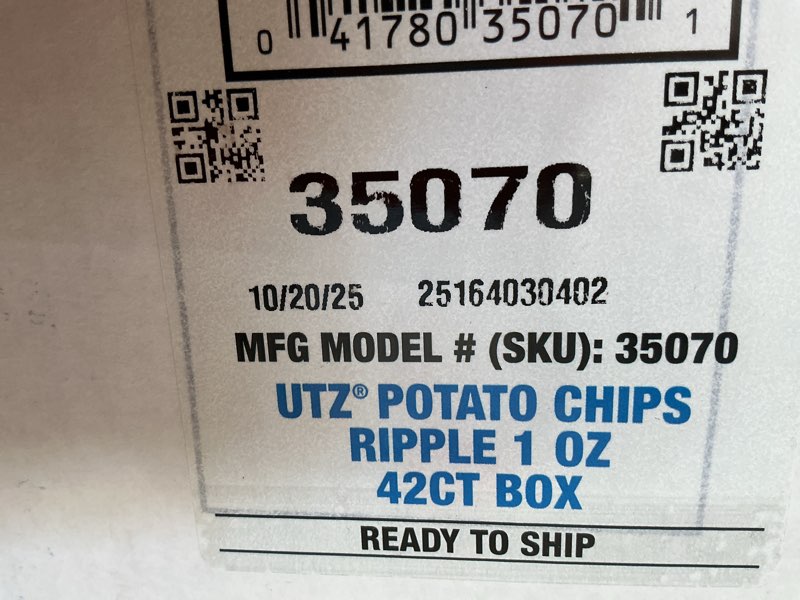 0 41780 35070 1
35070
10/20/25 25164030402
MFG MODEL # (SKU): 35070
UTZ® POTATO CHIPS
RIPPLE 1 OZ
42CT BOX
READY TO SHIP